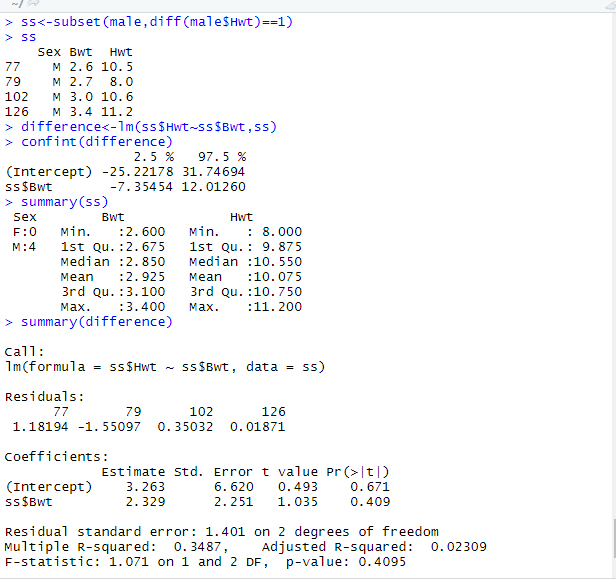 ~/
> ss<-subset(male,diff(male$Hwt)==1)
> ss
Sex Bwt Hwt
77 M 2.6 10.5
79 M 2.7 8.0
102 M 3.0 10.6
126 M 3.4 11.2
> difference<-lm(ss$Hwt~ss$Bwt,ss)
> confint(difference)
2.5 % 97.5 %
(Intercept) -25.22178 31.74694
ss$Bwt -7.35454 12.01260
> summary(ss)
Sex Bwt Hwt
F:0 Min. :2.600 Min. : 8.000
M:4 1st Qu.:2.675 1st Qu.: 9.875
Median :2.850 Median :10.550
Mean :2.925 Mean :10.075
3rd Qu.:3.100 3rd Qu.:10.750
Max. :3.400 Max. :11.200
> summary(difference)
Call:
lm(formula = ss$Hwt ~ ss$Bwt, data = ss)
Residuals:
77 79 102 126
1.18194 -1.55097 0.35032 0.01871
Coefficients:
Estimate Std. Error t value Pr(>|t|)
(Intercept) 3.263 6.620 0.493 0.671
ss$Bwt 2.329 2.251 1.035 0.409
Residual standard error: 1.401 on 2 degrees of freedom
Multiple R-squared: 0.3487, Adjusted R-squared: 0.02309
F-statistic: 1.071 on 1 and 2 DF, p-value: 0.4095